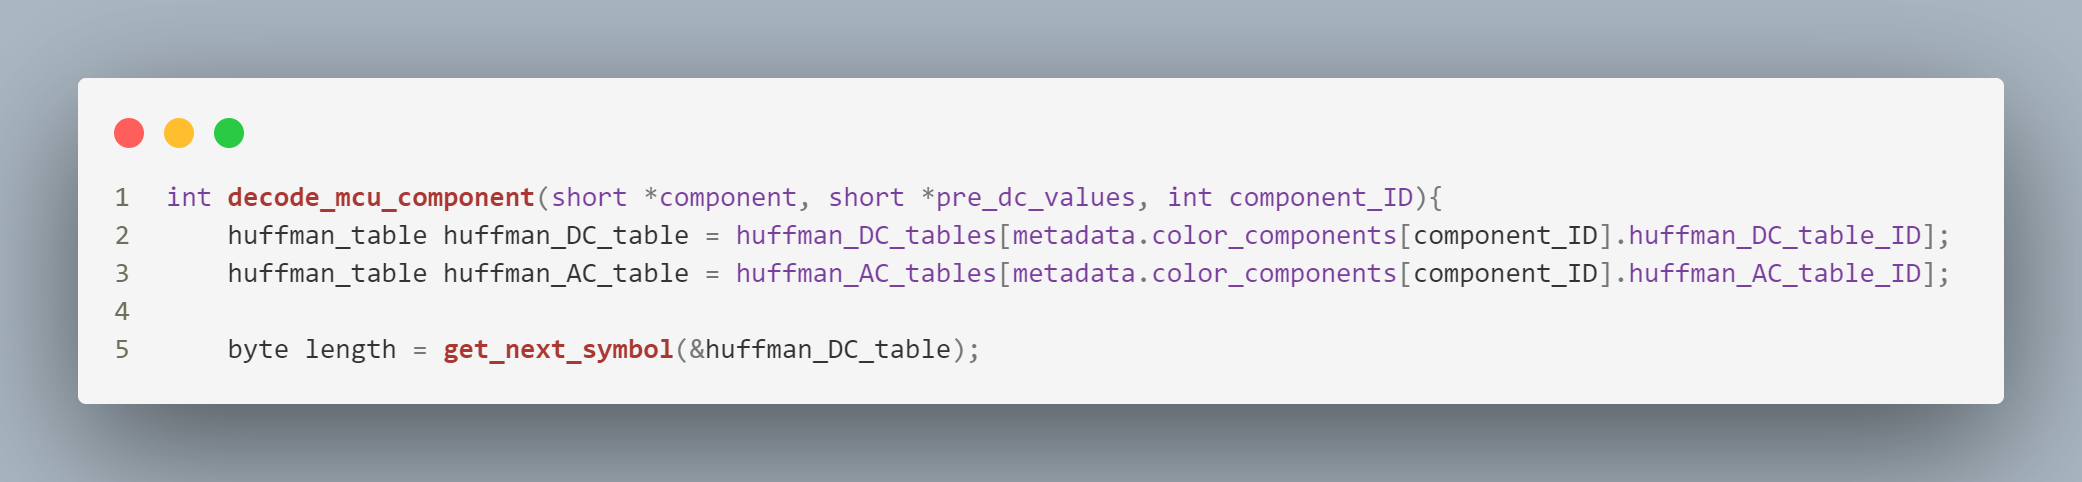 1 int decode_mcu_component(short *component, short *pre_dc_values, int component_ID){
2     huffman_table huffman_DC_table = huffman_DC_tables[metadata.color_components[component_ID].huffman_DC_table_ID];
3     huffman_table huffman_AC_table = huffman_AC_tables[metadata.color_components[component_ID].huffman_AC_table_ID];
4
5     byte length = get_next_symbol(&huffman_DC_table);